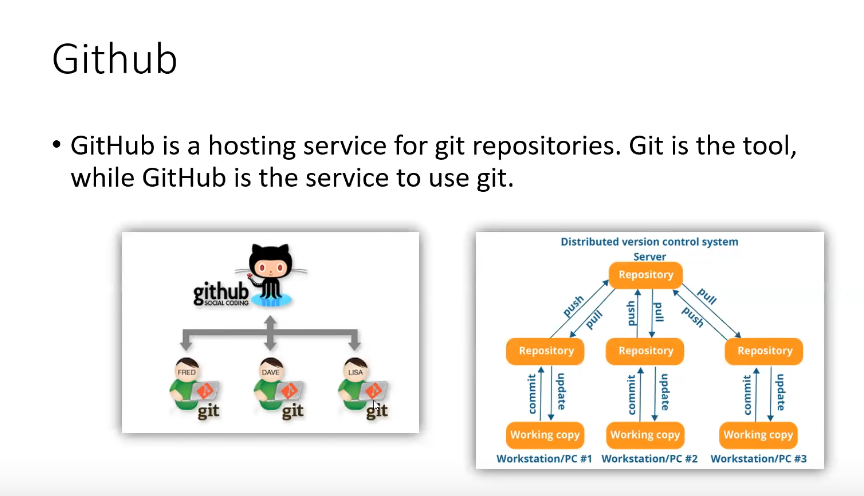 Github
• GitHub is a hosting service for git repositories. Git is the tool,
while GitHub is the service to use git.
github
SOCIAL CODING
FRED
DAVE
LISA
git
git
git
Distributed version control system
Server
Repository
push
pull
push
pull
pull
push
Repository
Repository
Repository
commit
update
commit
update
commit
update
Working copy
Working copy
Working copy
Workstation/PC #1
Workstation/PC #2
Workstation/PC #3